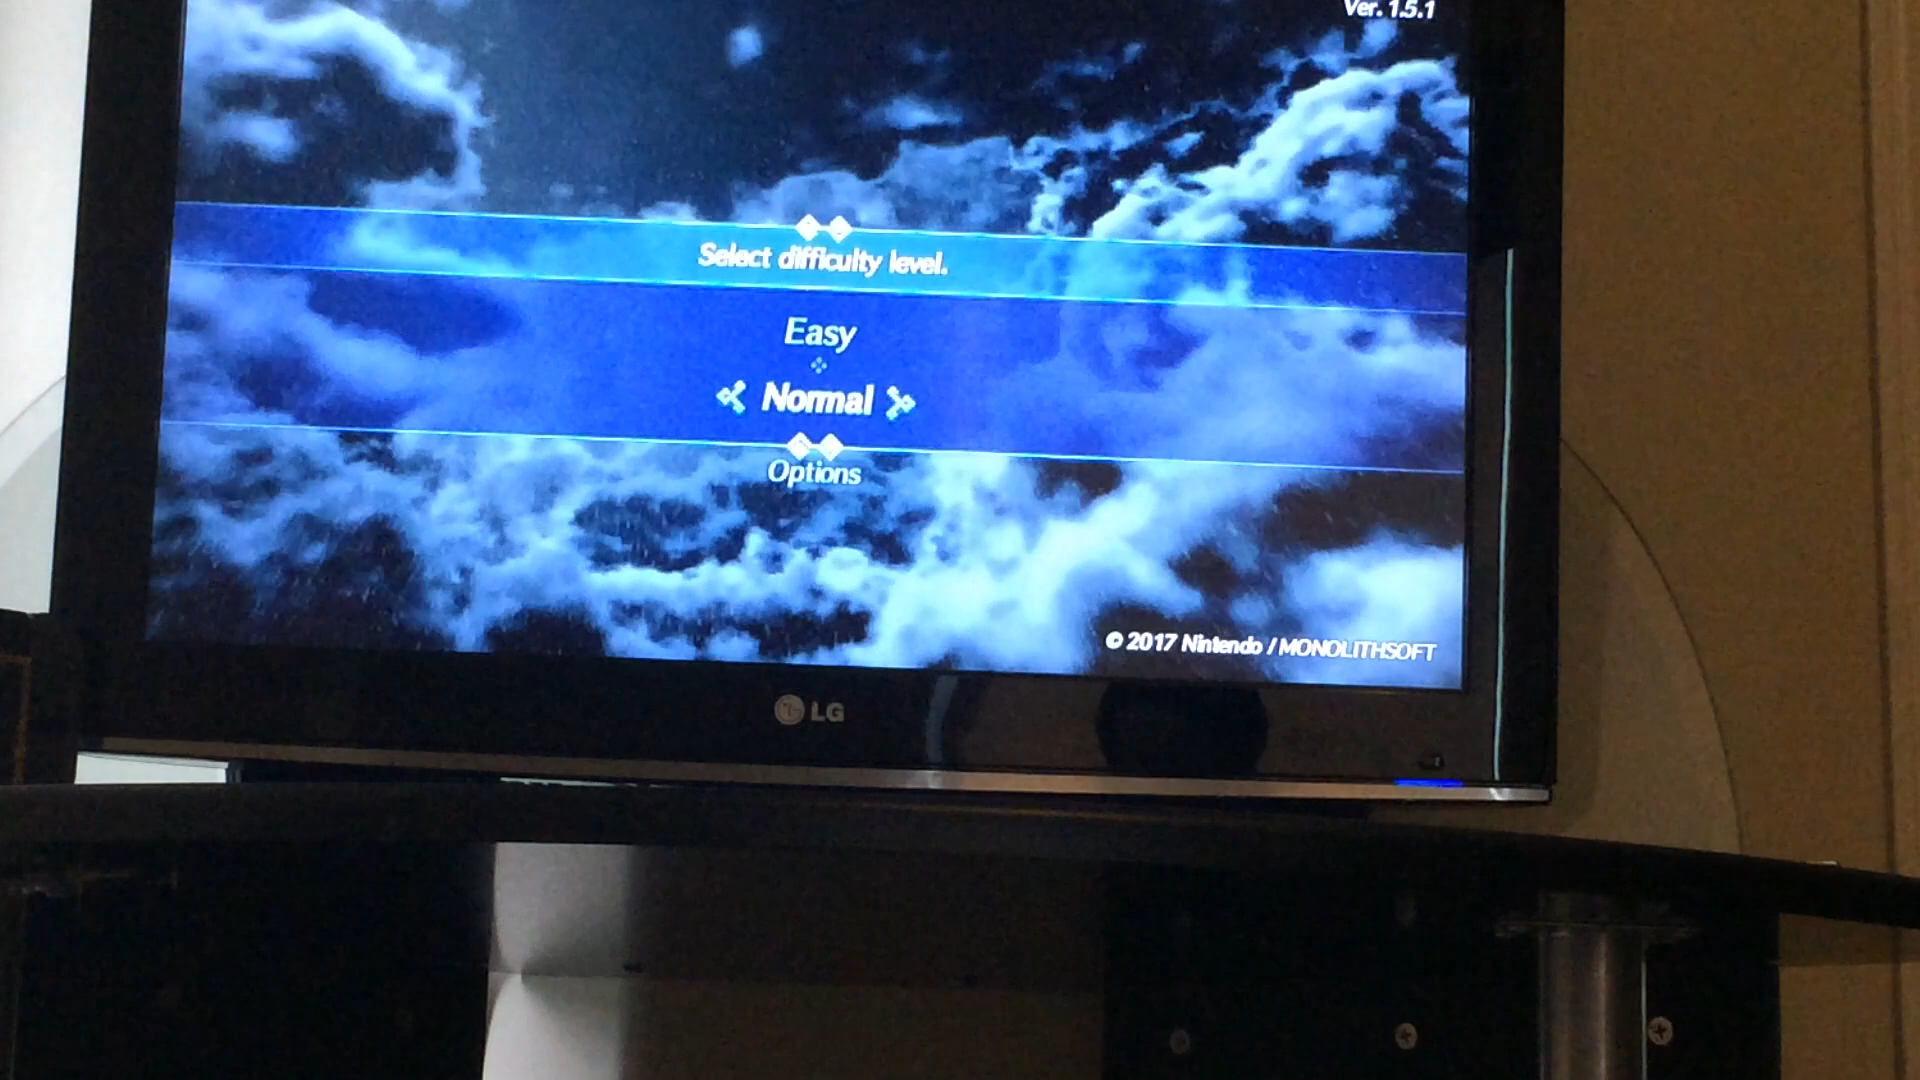 Ver. 1.5.1
Select difficulty level.
Easy
Normal
Options
© 2017 Nintendo / MONOLITHSOFT
LG